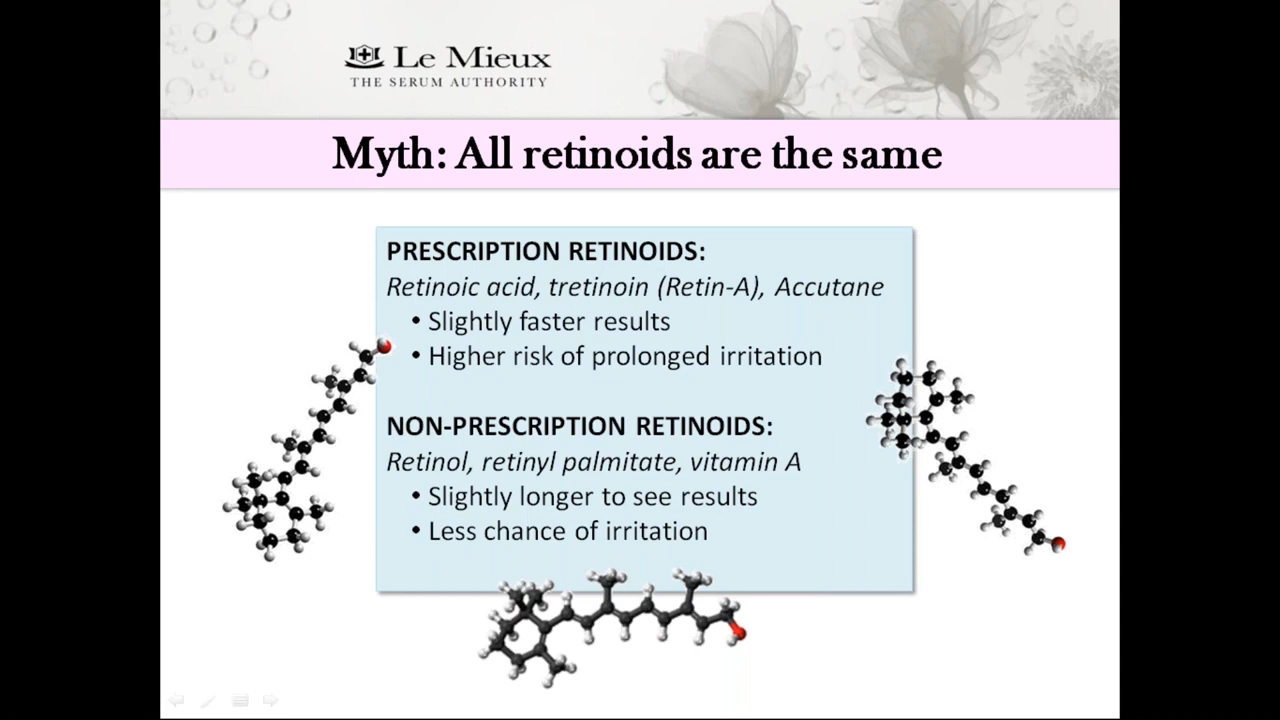 Le Mieux
THE SERUM AUTHORITY
Myth: All retinoids are the same
PRESCRIPTION RETINOIDS:
Retinoic acid, tretinoin (Retin-A), Accutane
• Slightly faster results
• Higher risk of prolonged irritation
NON-PRESCRIPTION RETINOIDS:
Retinol, retinyl palmitate, vitamin A
• Slightly longer to see results
• Less chance of irritation